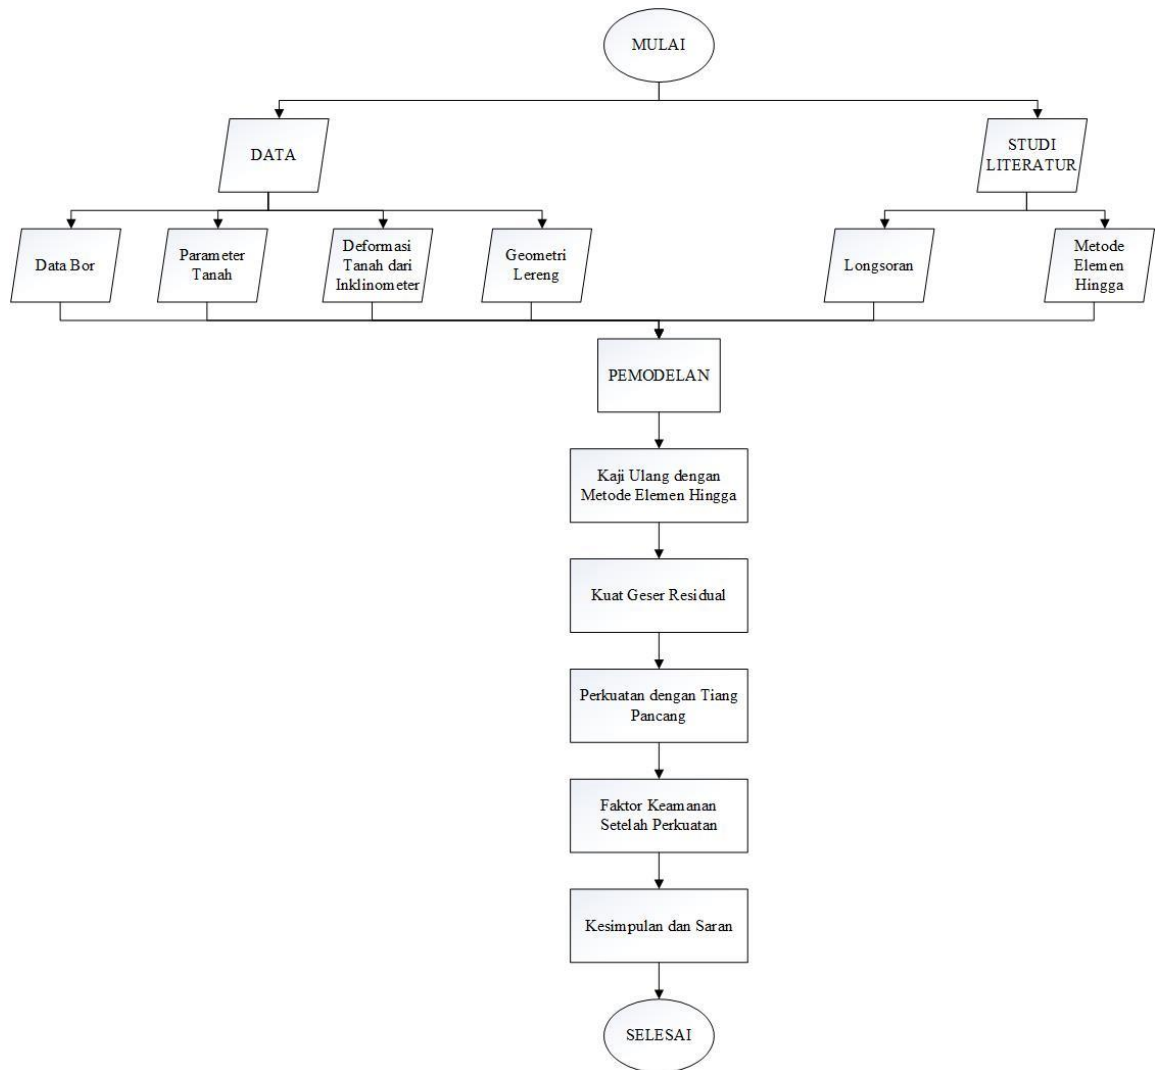 MULAI
DATA
STUDI
LITERATUR
Data Bor
Parameter
Tanah
Deformasi
Tanah dari
Inklinometer
Geometri
Lereng
Longsoran
Metode
Elemen
Hingga
PEMODELAN
Kaji Ulang dengan
Metode Elemen Hingga
Kuat Geser Residual
Perkuatan dengan Tiang
Pancang
Faktor Keamanan
Setelah Perkuatan
Kesimpulan dan Saran
SELESAI